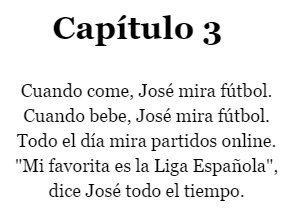 Capítulo 3
Cuando come, José mira fútbol.
Cuando bebe, José mira fútbol.
Todo el día mira partidos online.
"Mi favorita es la Liga Española",
dice José todo el tiempo.